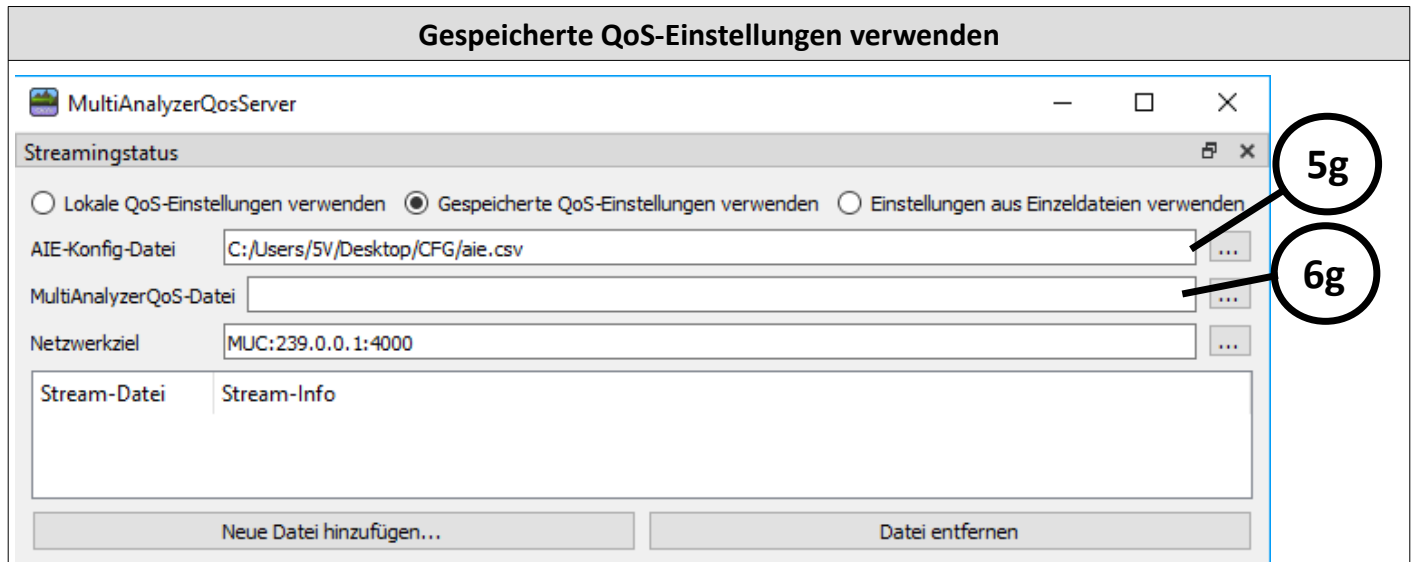 Gespeicherte QoS-Einstellungen verwenden
MultiAnalyzerQosServer
Streamingstatus
5g
Lokale QoS-Einstellungen verwenden Gespeicherte QoS-Einstellungen verwenden Einstellungen aus Einzeldateien verwenden
AIE-Konfig-Datei C:/Users/5V/Desktop/CFG/aie.csv ...
6g
MultiAnalyzerQoS-Datei ...
Netzwerkziel MUC:239.0.0.1:4000 ...
Stream-Datei Stream-Info
Neue Datei hinzufügen... Datei entfernen